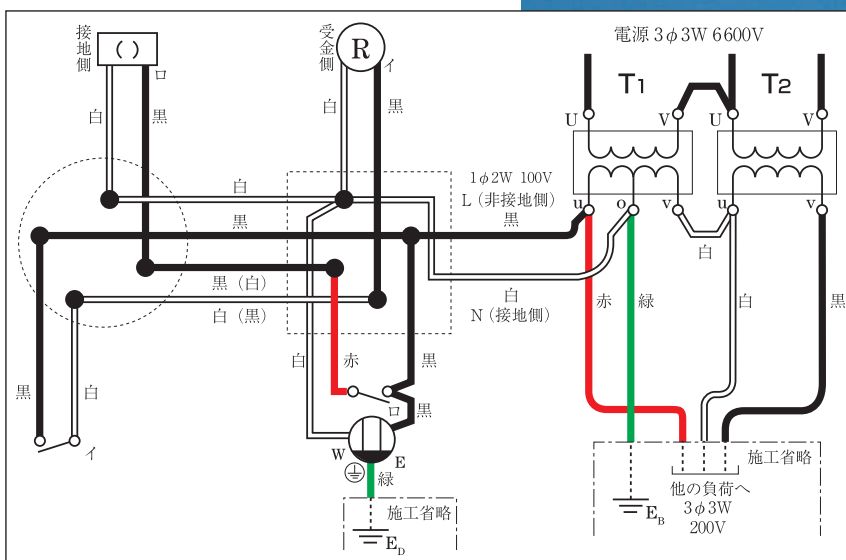 電源 3φ3W 6600V
接地側
( )
ロ
白
黒
受金側
R
イ
白
黒
T1
T2
U
V
U
V
u
o
v
u
v
白
1φ2W 100V
L（非接地側）
黒
白
黒
黒（白）
白（黒）
白
N（接地側）
白
赤
緑
白
黒
黒
白
イ
白
赤
黒
ロ
黒
W
E
緑
施工省略
ED
施工省略
EB
他の負荷へ
3φ3W
200V